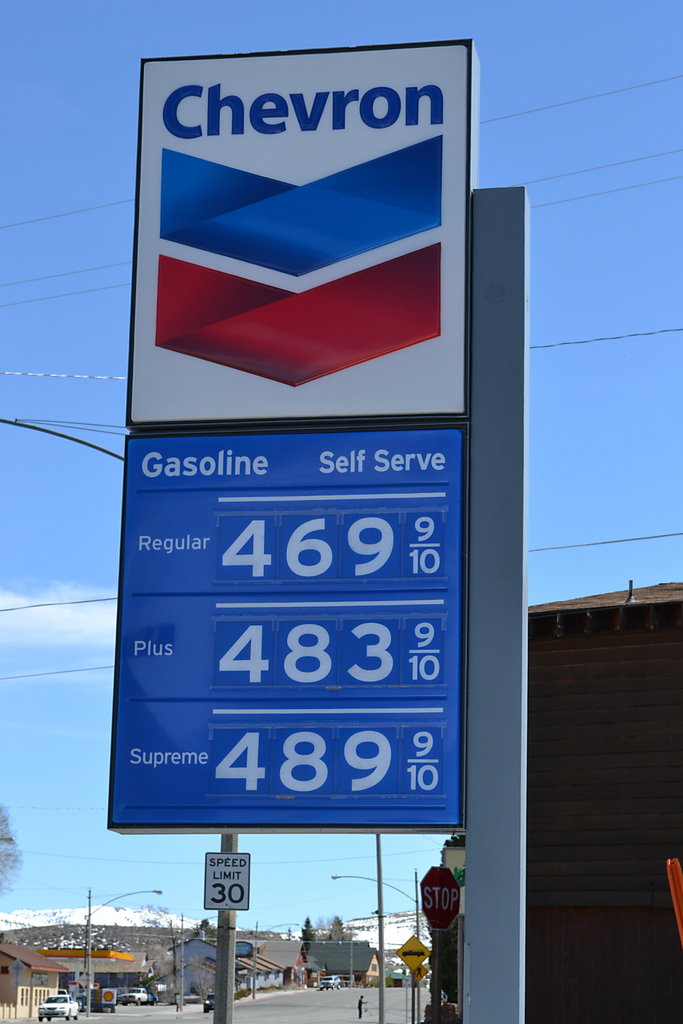 Chevron
Gasoline Self Serve
Regular 469 9/10
Plus 483 9/10
Supreme 489 9/10
SPEED
LIMIT
30
STOP